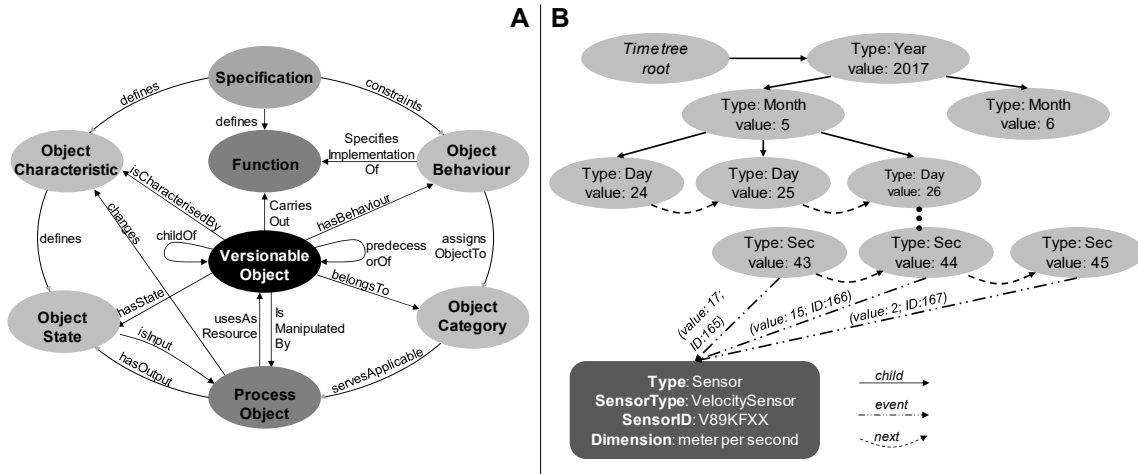 A
Specification
defines
constraints
defines
Specifies
Implementation
Of
Object
Characteristic
Function
Object
Behaviour
isCharacterisedBy
Carries
Out
hasBehaviour
changes
childOf
Versionable
Object
predecess
orOf
defines
assigns
ObjectTo
hasState
belongsTo
Object
State
usesAs
Resource
Is
Manipulated
By
Object
Category
isInput
hasOutput
servesApplicable
Process
Object
B
Timetree
root
Type: Year
value: 2017
Type: Month
value: 5
Type: Month
value: 6
Type: Day
value: 24
Type: Day
value: 25
Type: Day
value: 26
Type: Sec
value: 43
Type: Sec
value: 44
Type: Sec
value: 45
(value: 17;
ID:165)
(value: 15; ID:166)
(value: 2; ID:167)
Type: Sensor
SensorType: VelocitySensor
SensorID: V89KFXX
Dimension: meter per second
child
event
next